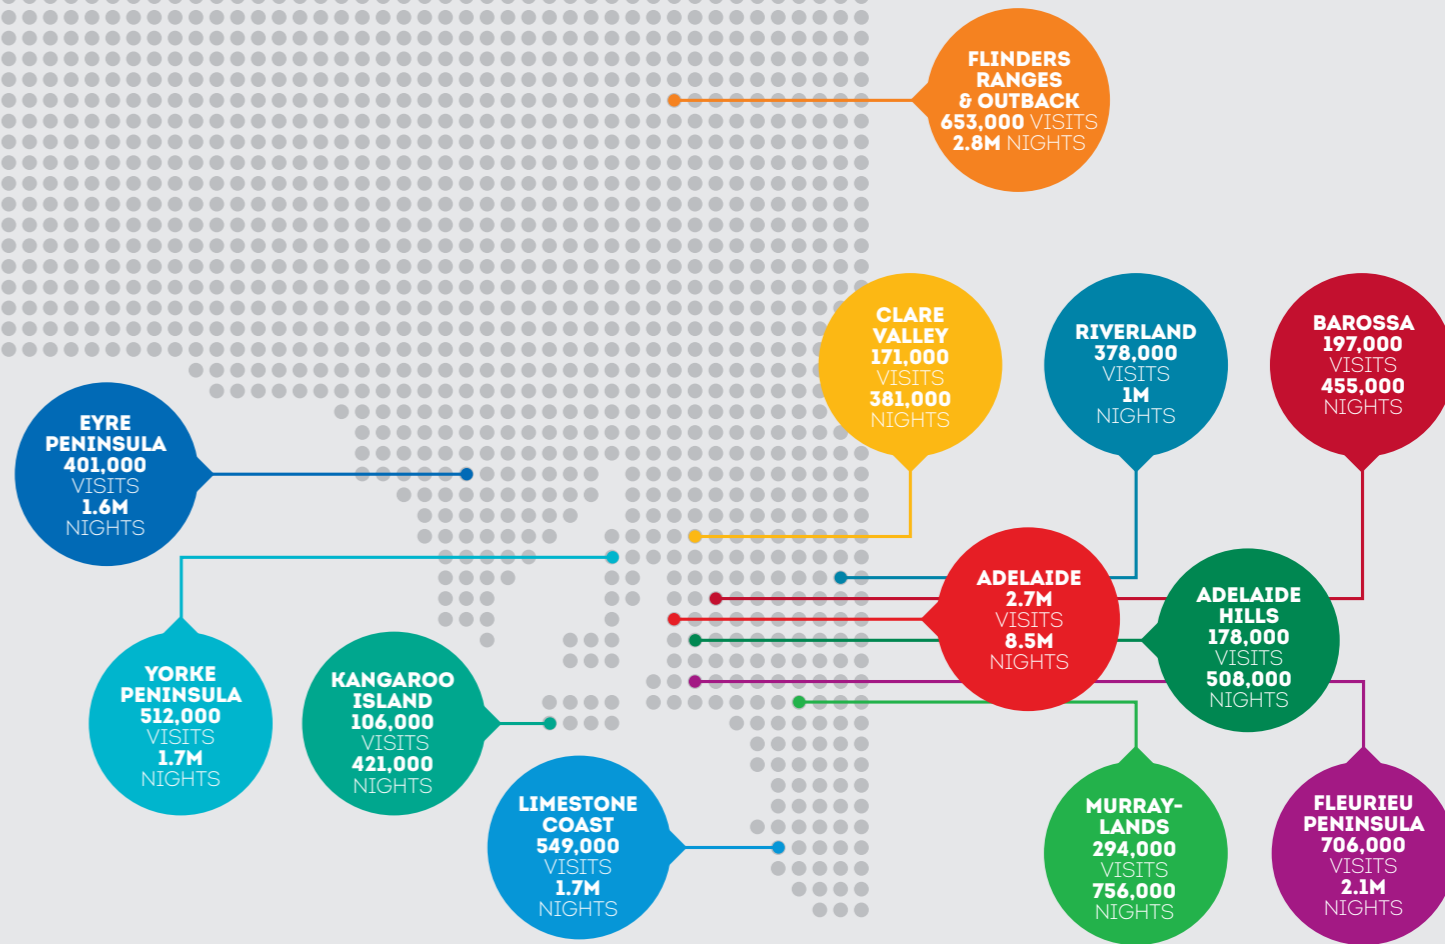 FLINDERS
RANGES
& OUTBACK
653,000 VISITS
2.8M NIGHTS
CLARE
VALLEY
171,000
VISITS
381,000
NIGHTS
RIVERLAND
378,000
VISITS
1M
NIGHTS
BAROSSA
197,000
VISITS
455,000
NIGHTS
EYRE
PENINSULA
401,000
VISITS
1.6M
NIGHTS
ADELAIDE
2.7M
VISITS
8.5M
NIGHTS
ADELAIDE
HILLS
178,000
VISITS
508,000
NIGHTS
YORKE
PENINSULA
512,000
VISITS
1.7M
NIGHTS
KANGAROO
ISLAND
106,000
VISITS
421,000
NIGHTS
LIMESTONE
COAST
549,000
VISITS
1.7M
NIGHTS
MURRAY-
LANDS
294,000
VISITS
756,000
NIGHTS
FLEURIEU
PENINSULA
706,000
VISITS
2.1M
NIGHTS